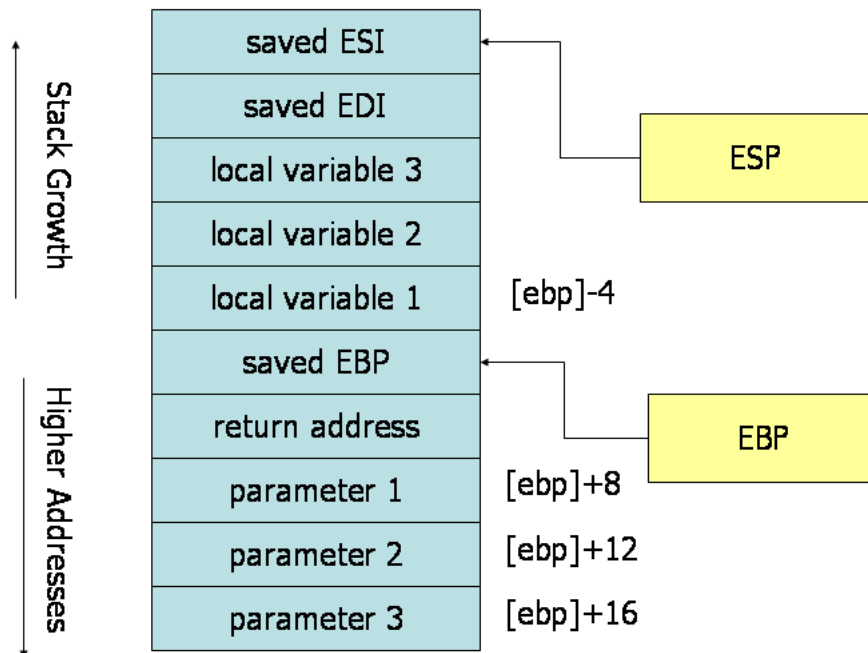 saved ESI
saved EDI
local variable 3
local variable 2
local variable 1
[ebp]-4
saved EBP
return address
parameter 1
[ebp]+8
parameter 2
[ebp]+12
parameter 3
[ebp]+16
Stack Growth
Higher Addresses
ESP
EBP